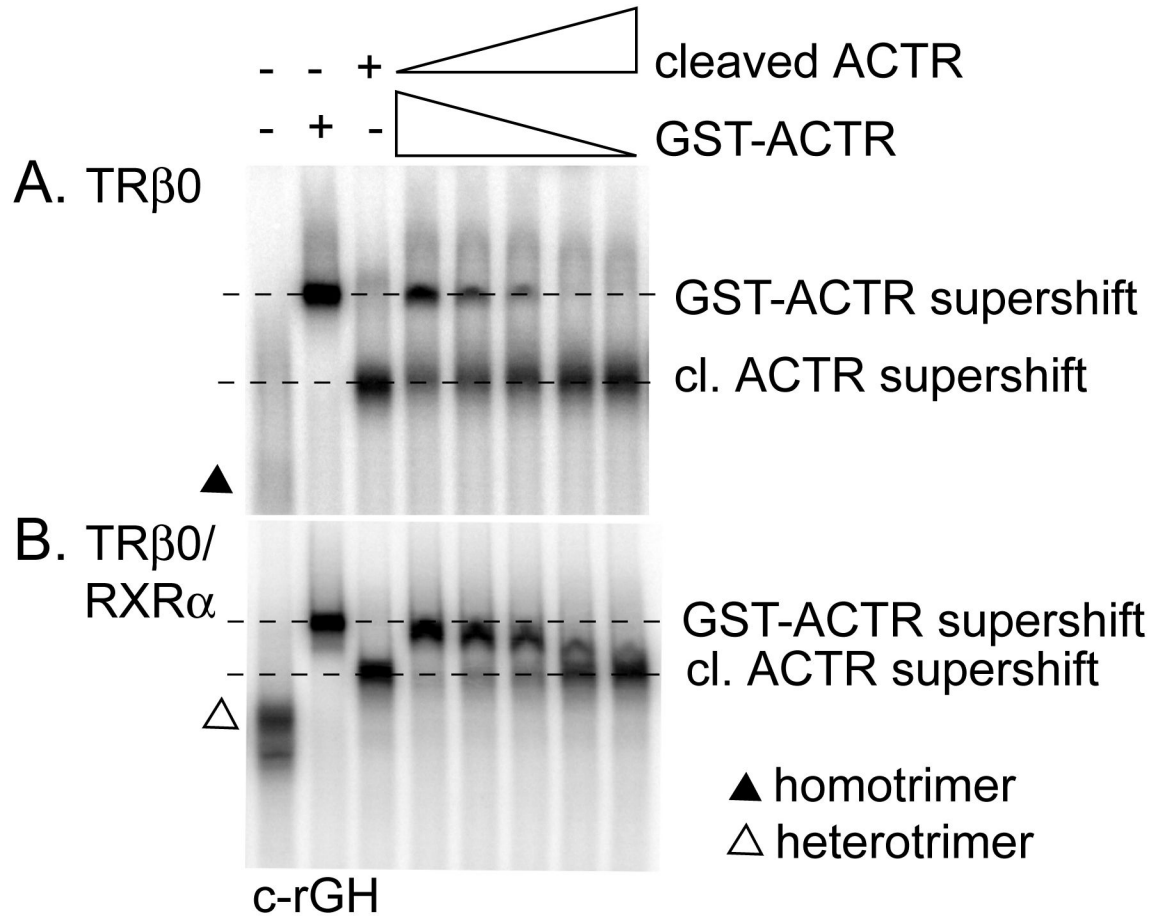 - - + cleaved ACTR
- + - GST-ACTR
A. TRβ0
GST-ACTR supershift
cl. ACTR supershift
B. TRβ0/
RXRα
GST-ACTR supershift
cl. ACTR supershift
▲ homotrimer
△ heterotrimer
c-rGH